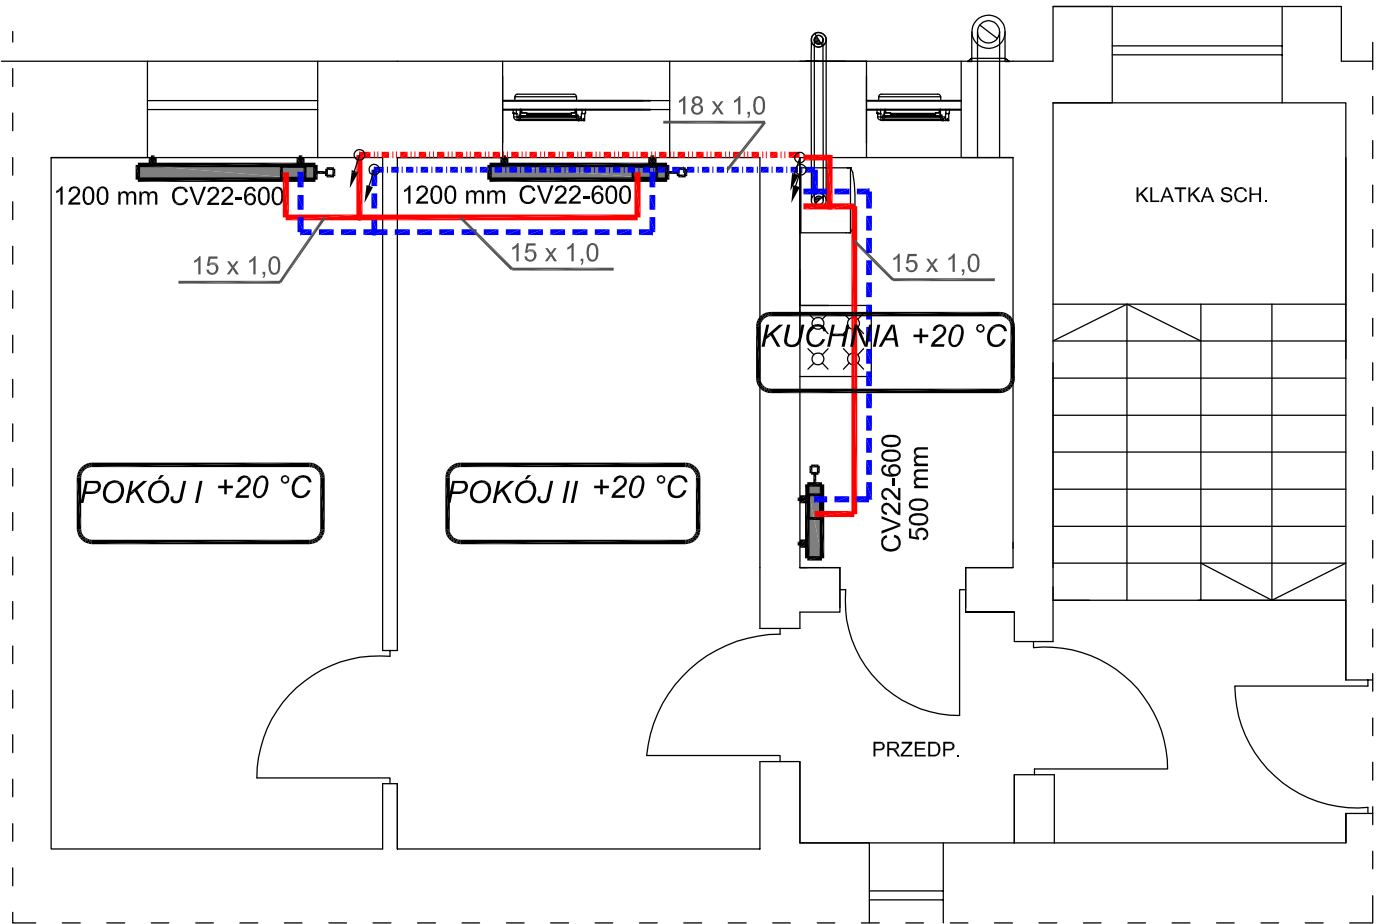 18 x 1,0
1200 mm CV22-600
1200 mm CV22-600
KLATKA SCH.
15 x 1,0
15 x 1,0
15 x 1,0
KUCHNIA +20 °C
POKÓJ I +20 °C
POKÓJ II +20 °C
CV22-600
500 mm
PRZEDP.